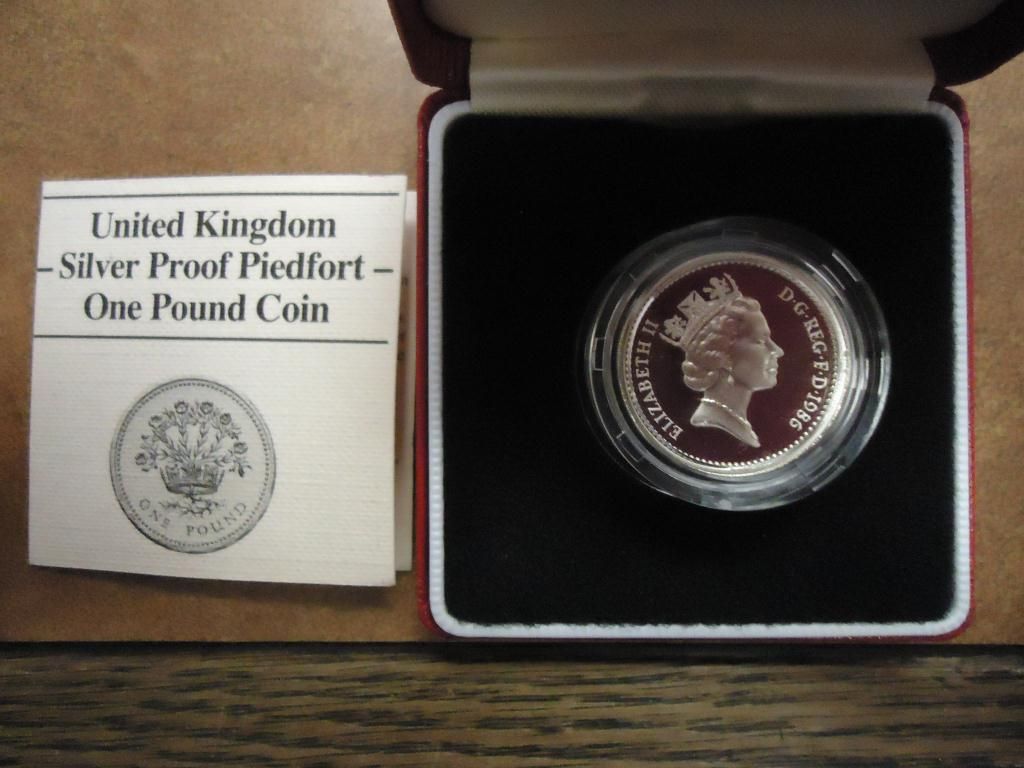 United Kingdom
– Silver Proof Piedfort –
One Pound Coin
ONE POUND
ELIZABETH II
D·G·REG·F·D·1986